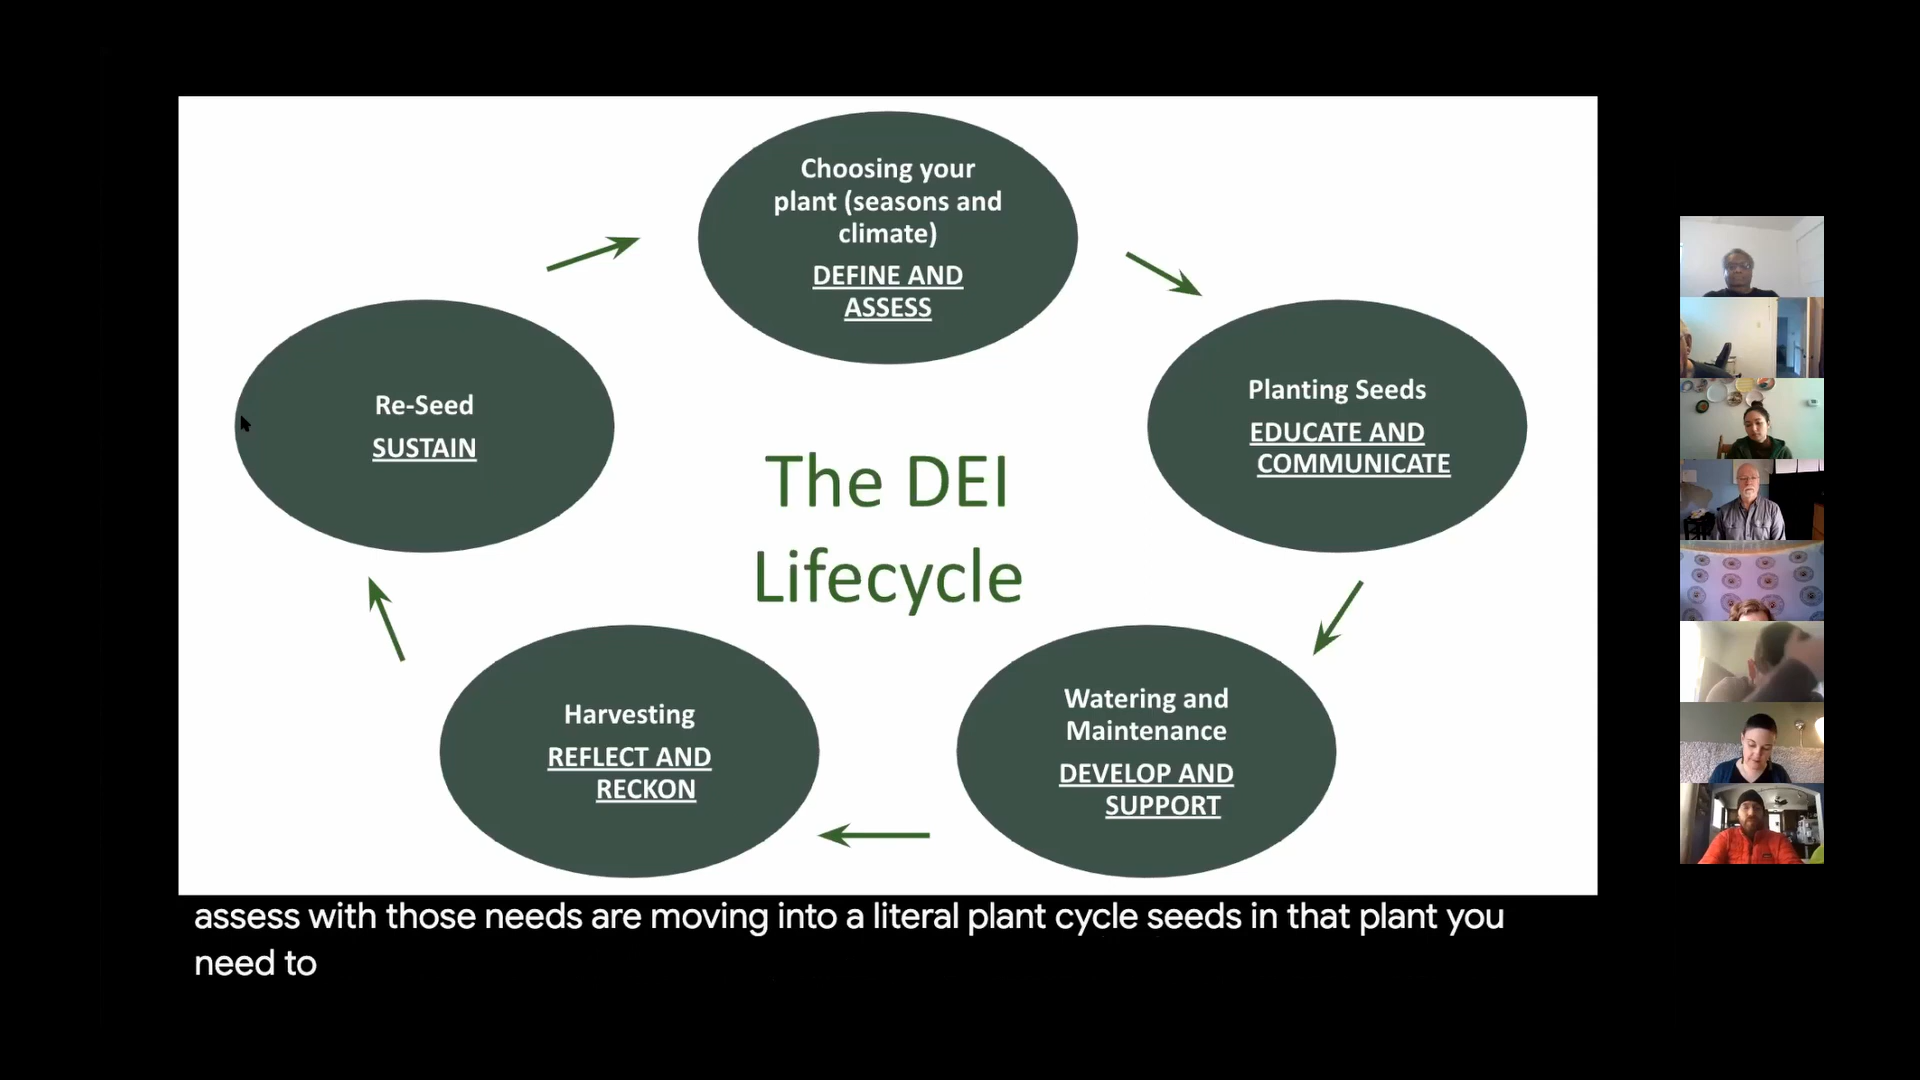 Choosing your
plant (seasons and
climate)
DEFINE AND
ASSESS
Planting Seeds
EDUCATE AND
COMMUNICATE
Watering and
Maintenance
DEVELOP AND
SUPPORT
Harvesting
REFLECT AND
RECKON
Re-Seed
SUSTAIN
The DEI
Lifecycle
assess with those needs are moving into a literal plant cycle seeds in that plant you
need to